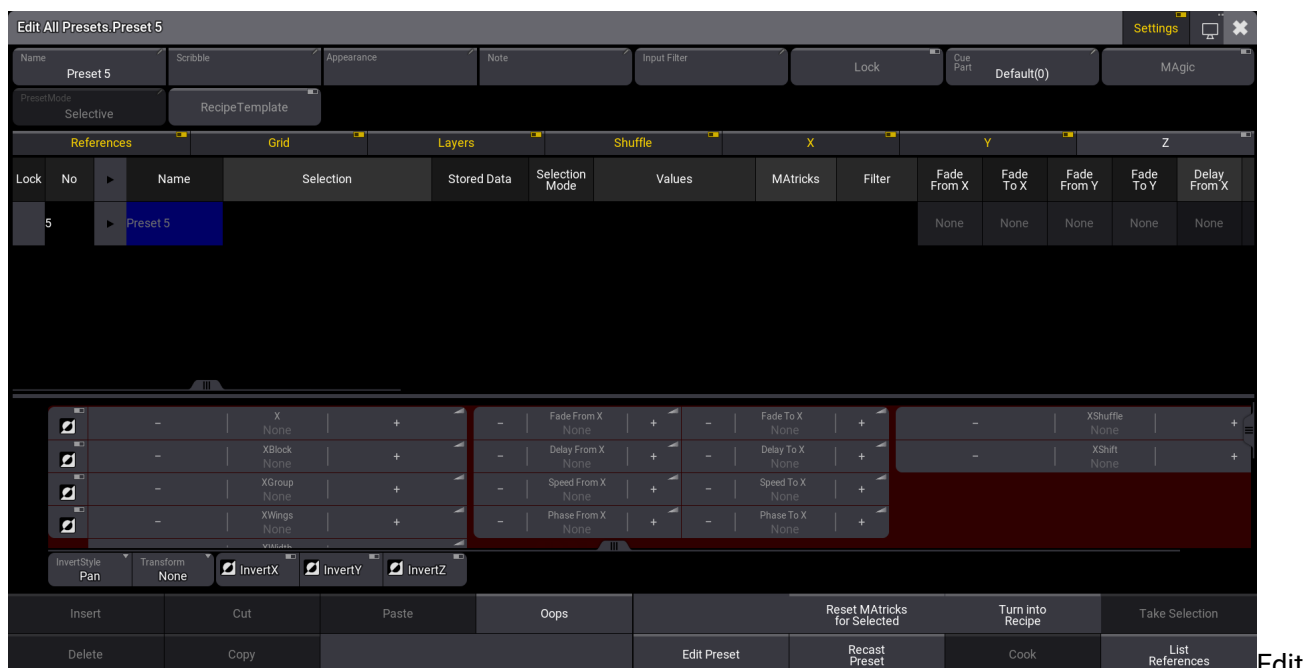 Edit All Presets.Preset 5
Settings
Name
Preset 5
Scribble
Appearance
Note
Input Filter
Lock
Cue Part
Default(0)
MAgic
PresetMode
Selective
RecipeTemplate
References Grid Layers Shuffle X Y Z
Lock No Name Selection Stored Data Selection Mode Values MAtricks Filter Fade From X Fade To X Fade From Y Fade To Y Delay From X
5 Preset 5 None None None None None
− X None + − Fade From X None + − Fade To X None + − XShuffle None +
− XBlock None + − Delay From X None + − Delay To X None + − XShift None +
− XGroup None + − Speed From X None + − Speed To X None +
− XWings None + − Phase From X None + − Phase To X None +
XWidth
InvertStyle
Pan
Transform
None
InvertX InvertY InvertZ
Insert Cut Paste Oops Reset MAtricks for Selected Turn into Recipe Take Selection
Delete Copy Edit Preset Recast Preset Cook List References
Edit